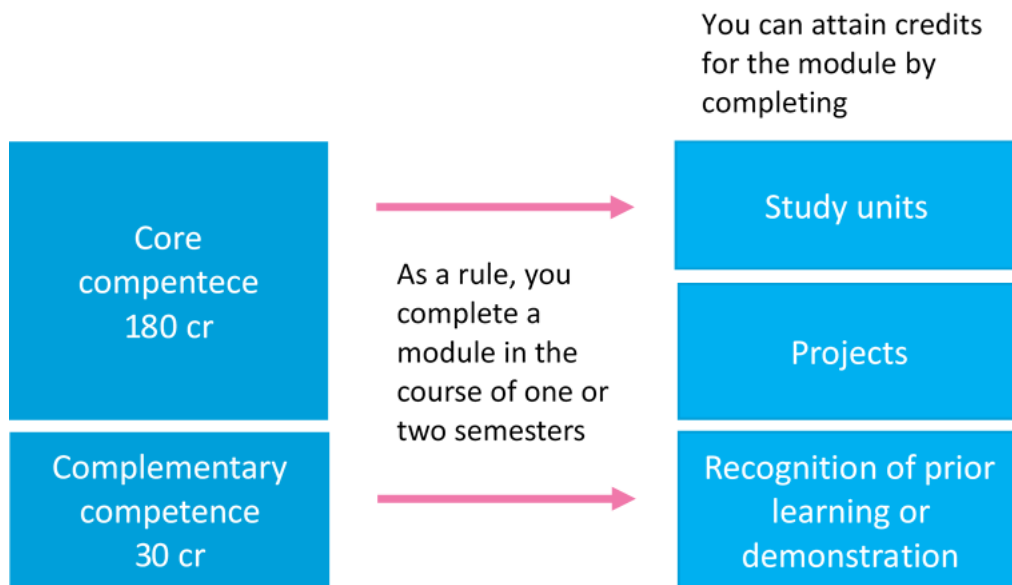 You can attain credits
for the module by
completing
Core
compentece
180 cr
Complementary
competence
30 cr
As a rule, you
complete a
module in the
course of one or
two semesters
Study units
Projects
Recognition of prior
learning or
demonstration